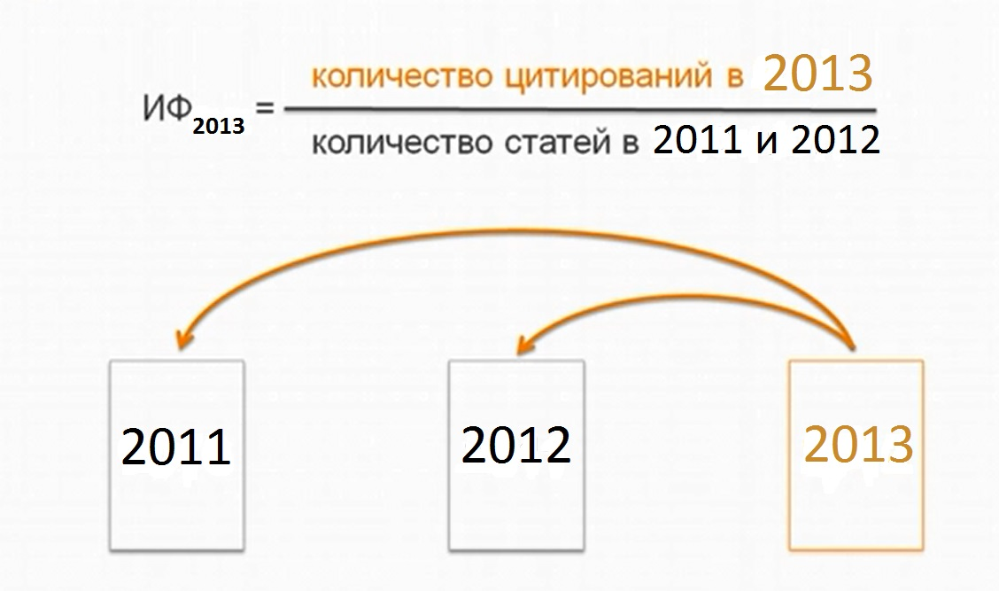 количество цитирований в 2013
ИФ2013 =
количество статей в 2011 и 2012
2011 2012 2013